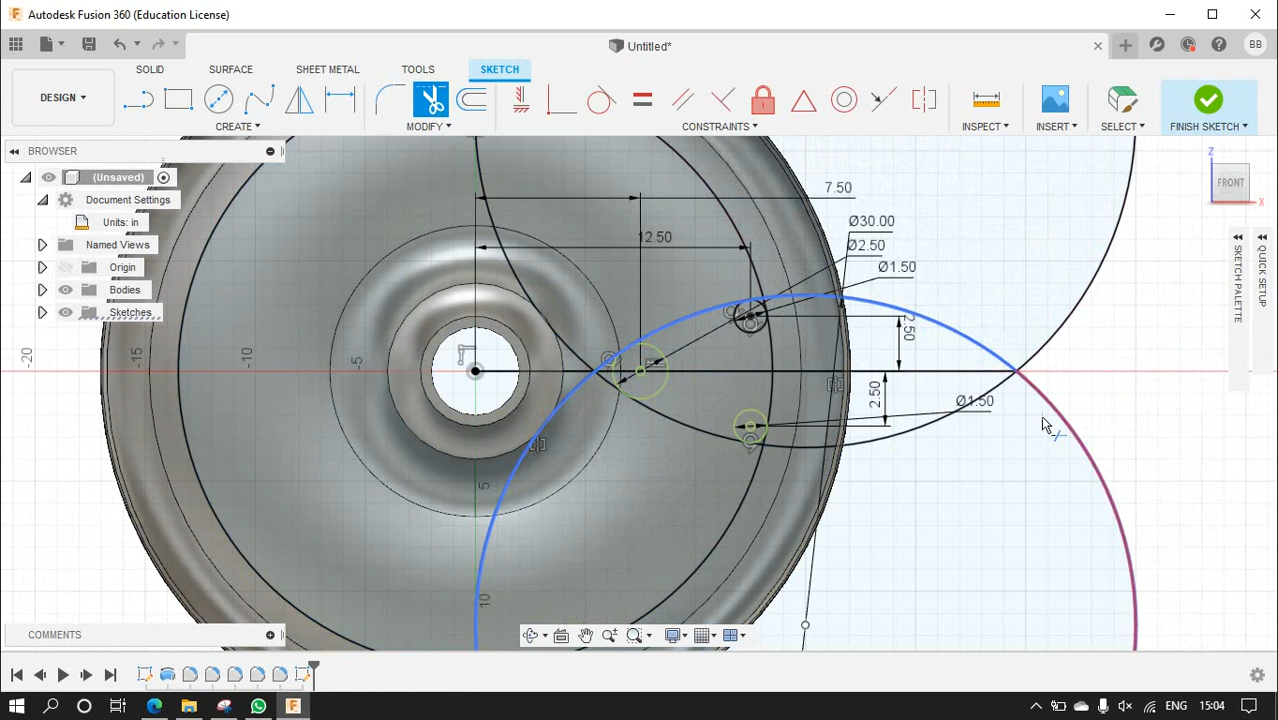 Autodesk Fusion 360 (Education License)
Untitled*
BB
SOLID
SURFACE
SHEET METAL
TOOLS
SKETCH
DESIGN
CREATE
MODIFY
CONSTRAINTS
INSPECT
INSERT
SELECT
FINISH SKETCH
BROWSER
(Unsaved)
Document Settings
Units: in
Named Views
Origin
Bodies
Sketches
FRONT
Z
X
SKETCH PALETTE
QUICK SETUP
7.50
12.50
Ø30.00
Ø2.50
Ø1.50
2.50
2.50
Ø1.50
-20
-15
-10
-5
5
10
COMMENTS
ENG
15:04